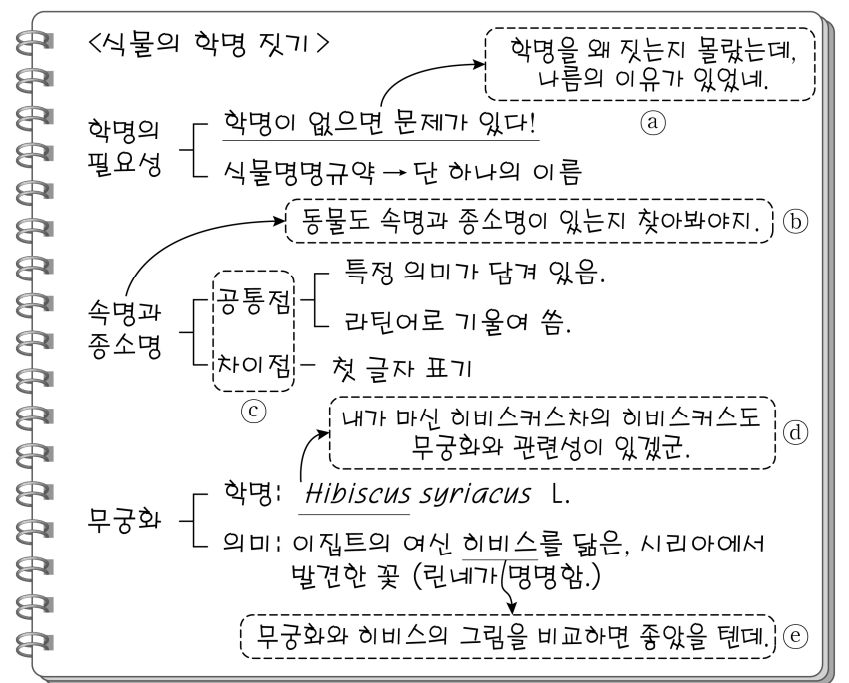 <식물의 학명 짓기>
학명을 왜 짓는지 몰랐는데,
나름의 이유가 있었네.
ⓐ
학명의
필요성
학명이 없으면 문제가 있다!
식물명명규약 → 단 하나의 이름
동물도 속명과 종소명이 있는지 찾아봐야지. ⓑ
속명과
종소명
공통점
특정 의미가 담겨 있음.
라틴어로 기울여 씀.
차이점 - 첫 글자 표기
ⓒ
내가 마신 히비스커스차의 히비스커스도
무궁화와 관련성이 있겠군.
ⓓ
무궁화
학명: Hibiscus syriacus L.
의미: 이집트의 여신 히비스를 닮은, 시리아에서
발견한 꽃 (린네가 명명함.)
무궁화와 히비스의 그림을 비교하면 좋았을 텐데. ⓔ